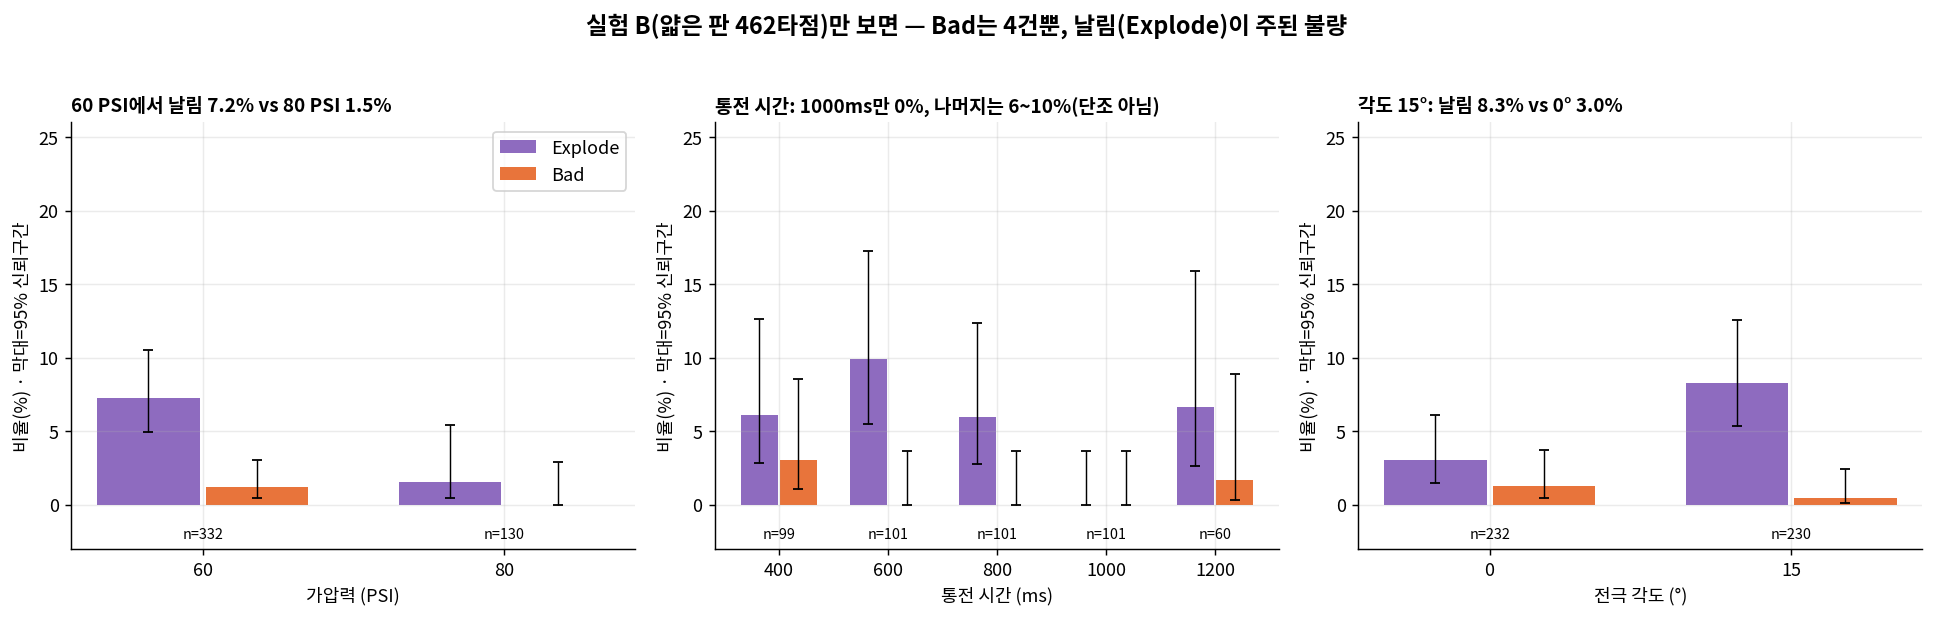 실험 B(얇은 판 462타점)만 보면 — Bad는 4건뿐, 날림(Explode)이 주된 불량
60 PSI에서 날림 7.2% vs 80 PSI 1.5%
Explode
Bad
25
20
15
10
5
0
비율(%) · 막대=95% 신뢰구간
n=332
n=130
60
80
가압력 (PSI)
통전 시간: 1000ms만 0%, 나머지는 6~10%(단조 아님)
25
20
15
10
5
0
비율(%) · 막대=95% 신뢰구간
n=99
n=101
n=101
n=101
n=60
400
600
800
1000
1200
통전 시간 (ms)
각도 15°: 날림 8.3% vs 0° 3.0%
25
20
15
10
5
0
비율(%) · 막대=95% 신뢰구간
n=232
n=230
0
15
전극 각도 (°)